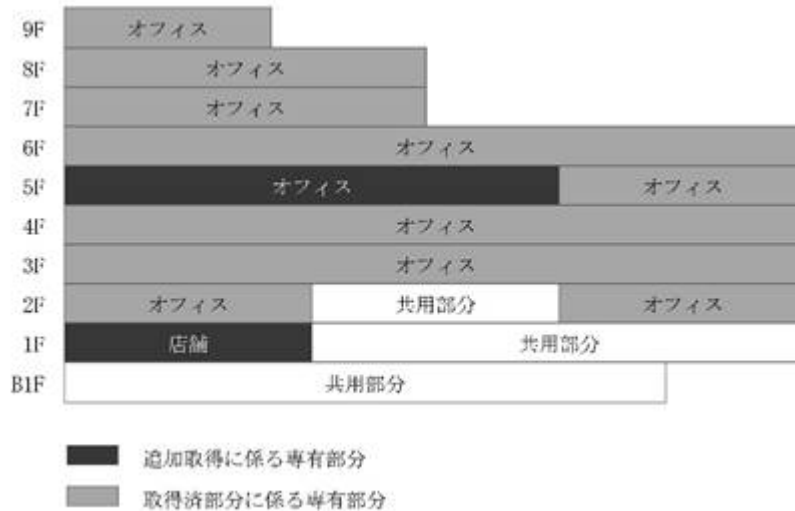 9F オフィス
8F オフィス
7F オフィス
6F オフィス
5F オフィス オフィス
4F オフィス
3F オフィス
2F オフィス 共用部分 オフィス
1F 店舗 共用部分
B1F 共用部分
追加取得に係る専有部分
取得済部分に係る専有部分